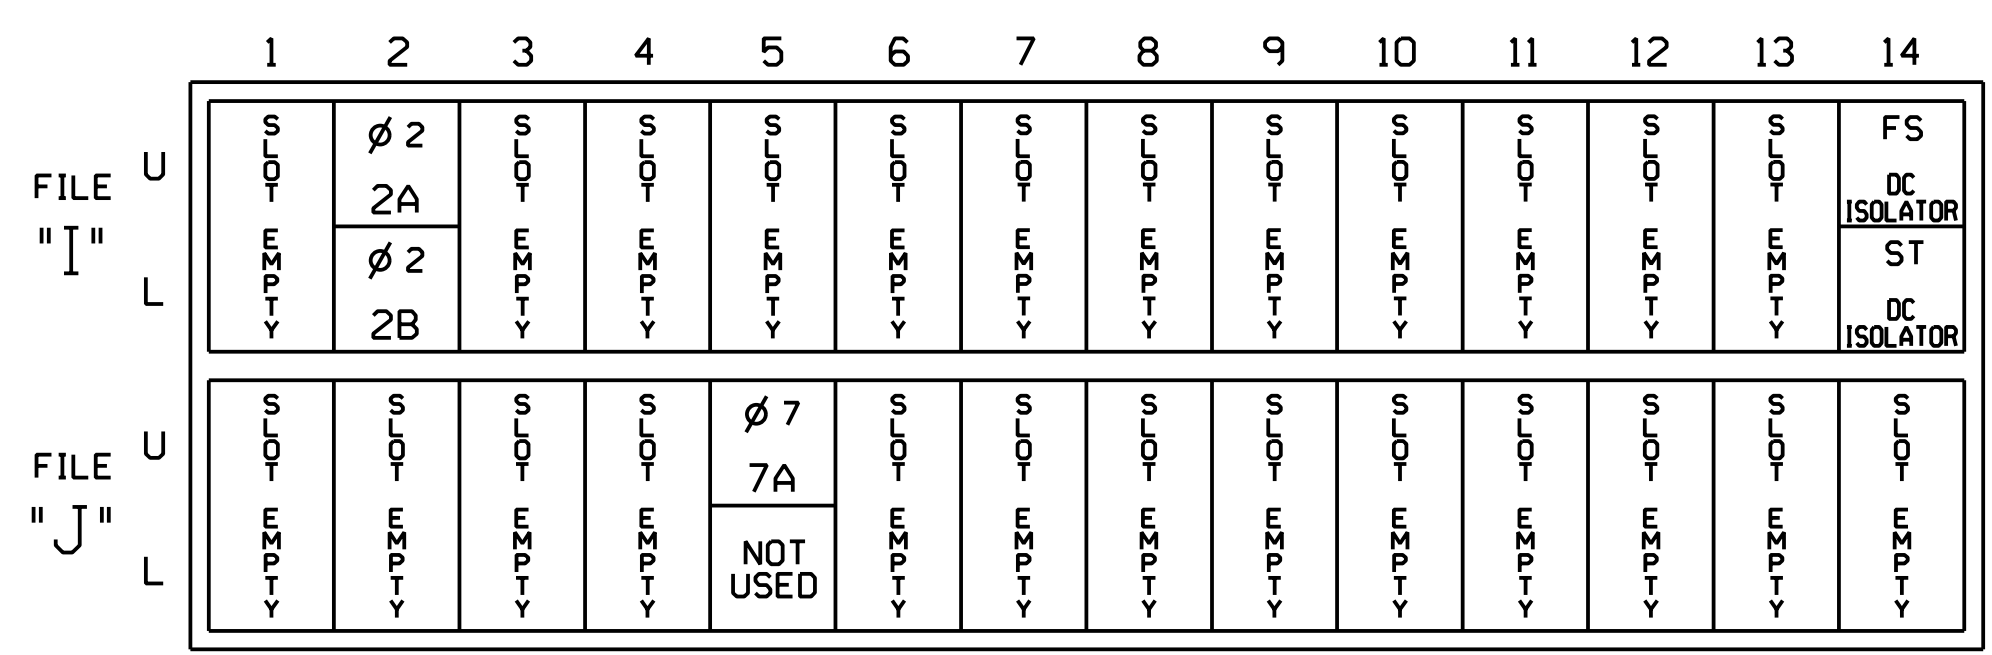 1 2 3 4 5 6 7 8 9 10 11 12 13 14
FILE
"I"
U
L
SLOT EMPTY
ø 2
2A
ø 2
2B
SLOT EMPTY
SLOT EMPTY
SLOT EMPTY
SLOT EMPTY
SLOT EMPTY
SLOT EMPTY
SLOT EMPTY
SLOT EMPTY
SLOT EMPTY
SLOT EMPTY
SLOT EMPTY
FS
DC
ISOLATOR
ST
DC
ISOLATOR
FILE
"J"
U
L
SLOT EMPTY
SLOT EMPTY
SLOT EMPTY
SLOT EMPTY
ø 7
7A
NOT
USED
SLOT EMPTY
SLOT EMPTY
SLOT EMPTY
SLOT EMPTY
SLOT EMPTY
SLOT EMPTY
SLOT EMPTY
SLOT EMPTY
SLOT EMPTY